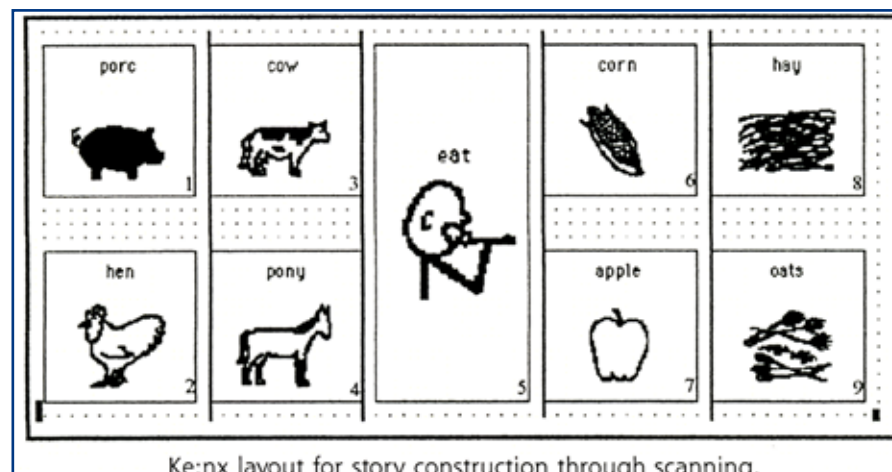 porc
cow
eat
corn
hay
1
3
6
8
hen
pony
apple
oats
2
4
5
7
9
Ke:nx layout for story construction through scanning.